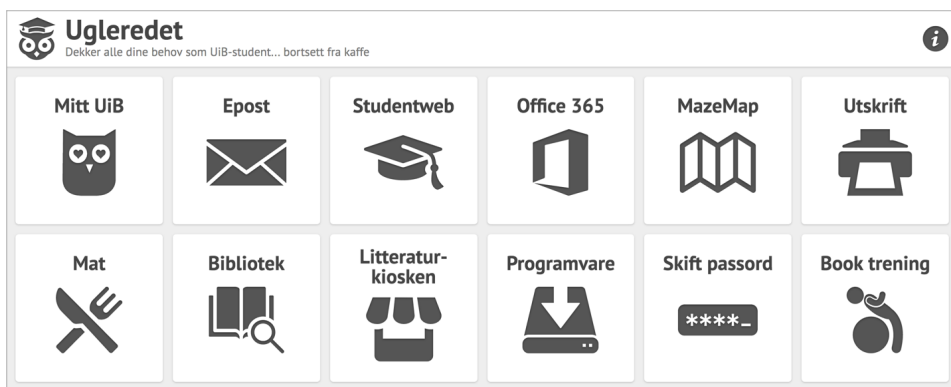 Ugleredet
Dekker alle dine behov som UiB-student... bortsett fra kaffe
i
Mitt UiB
Epost
Studentweb
Office 365
MazeMap
Utskrift
Mat
Bibliotek
Litteratur-
kiosken
Programvare
Skift passord
Book trening
****_